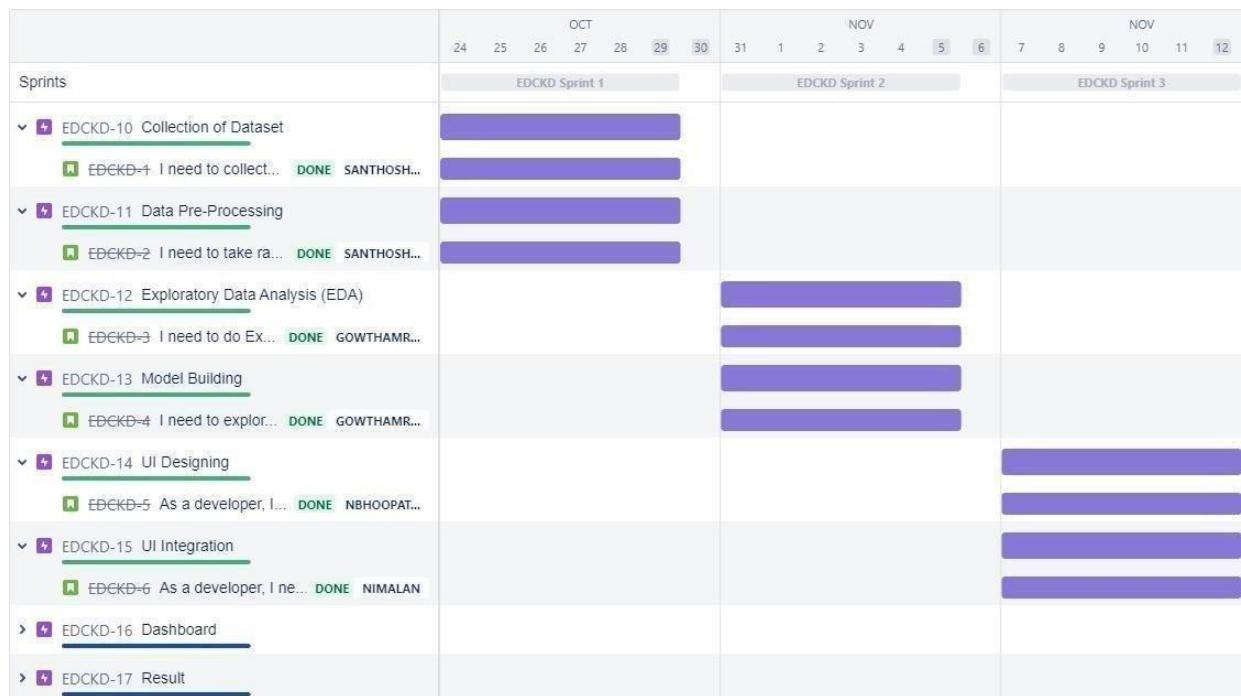 OCT NOV NOV
24 25 26 27 28 29 30 31 1 2 3 4 5 6 7 8 9 10 11 12
Sprints EDCKD Sprint 1 EDCKD Sprint 2 EDCKD Sprint 3
EDCKD-10 Collection of Dataset
EDCKD-1 I need to collect... DONE SANTHOSH...
EDCKD-11 Data Pre-Processing
EDCKD-2 I need to take ra... DONE SANTHOSH...
EDCKD-12 Exploratory Data Analysis (EDA)
EDCKD-3 I need to do Ex... DONE GOWTHAMR...
EDCKD-13 Model Building
EDCKD-4 I need to explor... DONE GOWTHAMR...
EDCKD-14 UI Designing
EDCKD-5 As a developer, I... DONE NBHOOPAT...
EDCKD-15 UI Integration
EDCKD-6 As a developer, I ne... DONE NIMALAN
EDCKD-16 Dashboard
EDCKD-17 Result